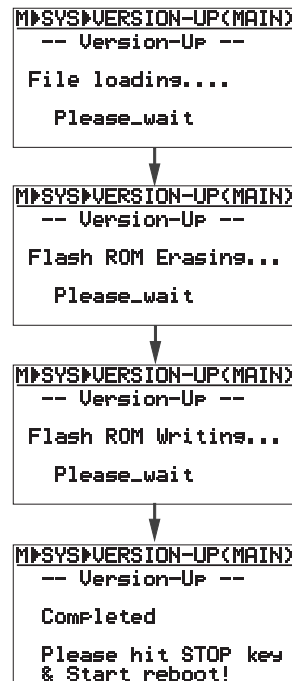 M▶SYS▶VERSION-UP(MAIN)
-- Version-Up --
File loading....
Please_wait
M▶SYS▶VERSION-UP(MAIN)
-- Version-Up --
Flash ROM Erasing...
Please_wait
M▶SYS▶VERSION-UP(MAIN)
-- Version-Up --
Flash ROM Writing...
Please_wait
M▶SYS▶VERSION-UP(MAIN)
-- Version-Up --
Completed
Please hit STOP key
& Start reboot!